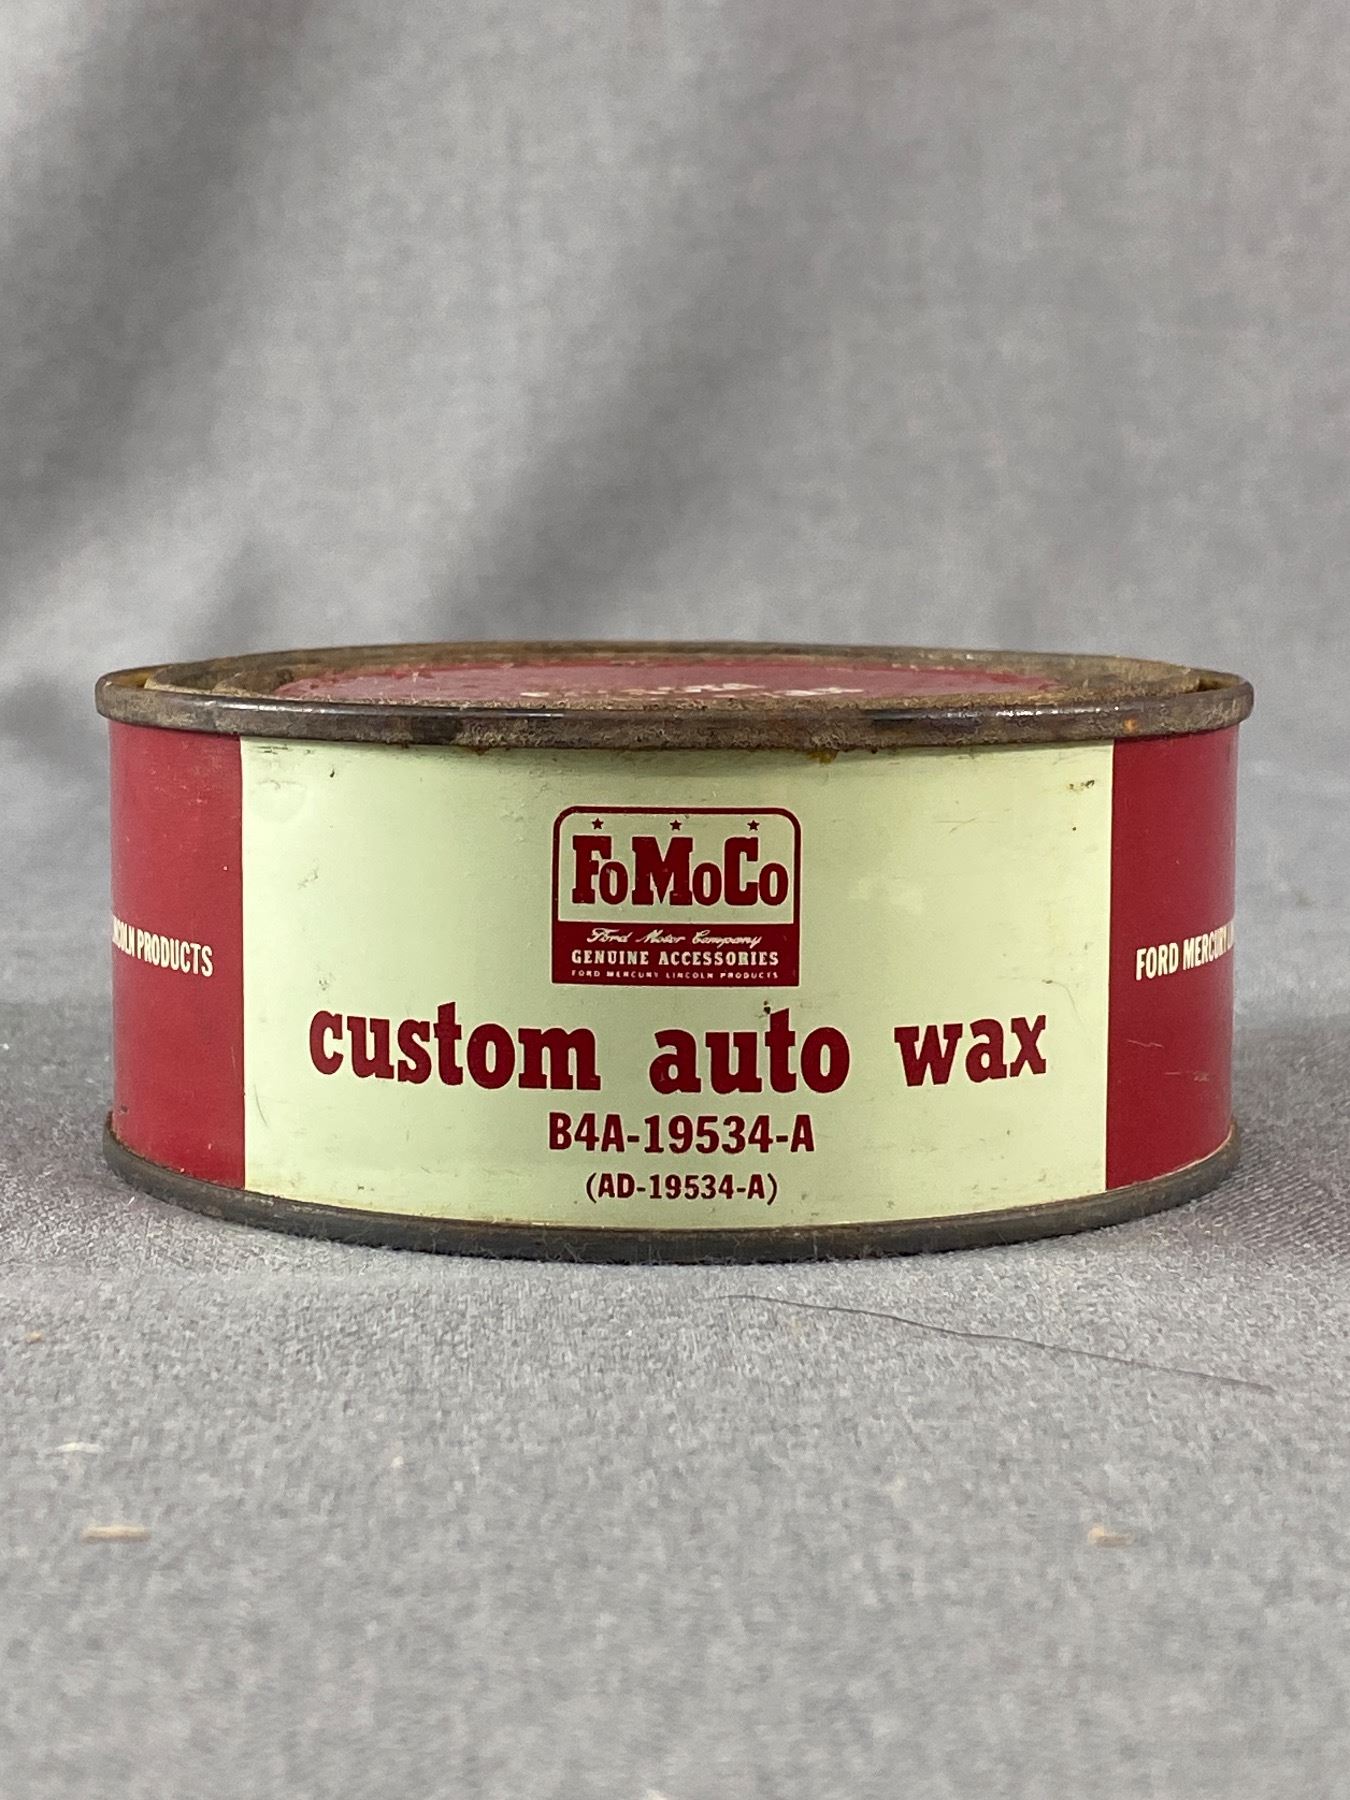 FoMoCo
Ford Motor Company
GENUINE ACCESSORIES
FORD MERCURY LINCOLN PRODUCTS
custom auto wax
B4A-19534-A
(AD-19534-A)
PRODUCTS
FORD MERCURY